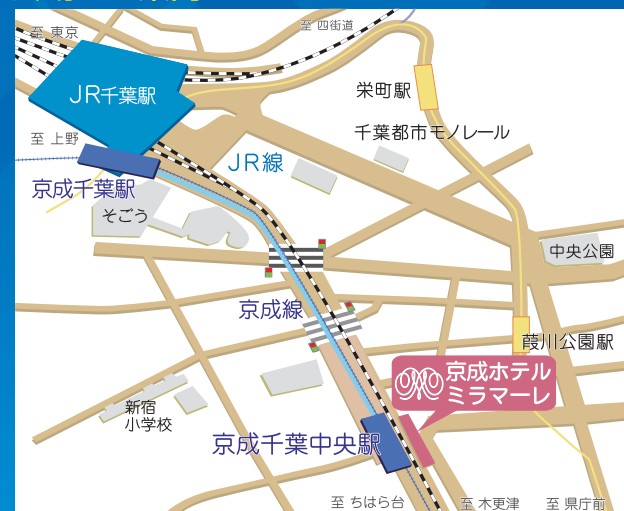 至 東京
至 四街道
JR千葉駅
栄町駅
千葉都市モノレール
至 上野
JR線
京成千葉駅
そごう
中央公園
京成線
葭川公園駅
京成ホテル
ミラマーレ
新宿
小学校
京成千葉中央駅
至 ちはら台
至 木更津
至 県庁前